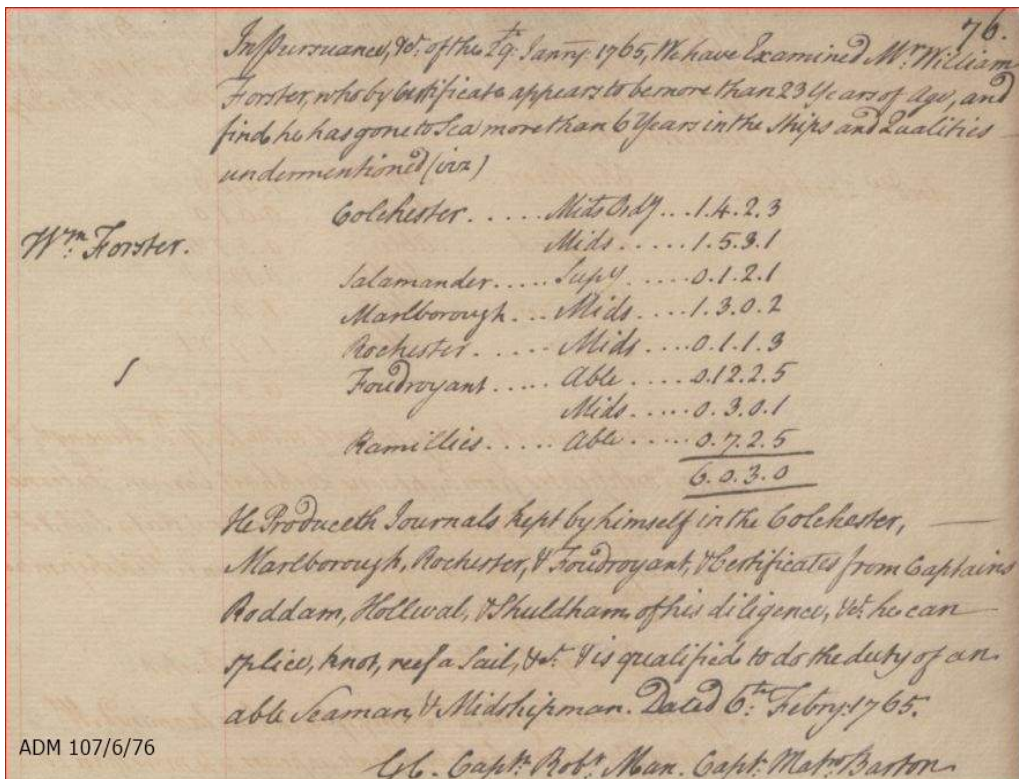 76.
In Pursuance, &c. of the 29th Janry. 1765, We have Examined Mr. William
Forster, who by Certificate appears to be more than 23 Years of Age, and
find he has gone to Sea more than 6 Years in the Ships and Qualities
undermentioned (viz)
Colchester..... Mids Ordy... 1.4.2.3
Wm. Forster.
Mids..... 1.5.3.1
Salamander..... Supy..... 0.1.2.1
Marlborough... Mids.... 1.3.0.2
Rochester..... Mids.... 0.1.1.3
Foudroyant..... Able.... 0.12.2.5
Mids..... 0.3.0.1
Ramillies..... Able..... 0.7.2.5
6.0.3.0
He Produceth Journals kept by himself in the Colchester,
Marlborough, Rochester, & Foudroyant, & Certificates from Captains
Roddam, Hollwal, & Shuldham, of his diligence, &c. he can
splice, knot, reef a Sail, &c. & is qualified to do the duty of an
able Seaman, & Midshipman. Dated 6th. Febry. 1765.
ADM 107/6/76
Capt. Robt. Man. Capt. Mat. Barton